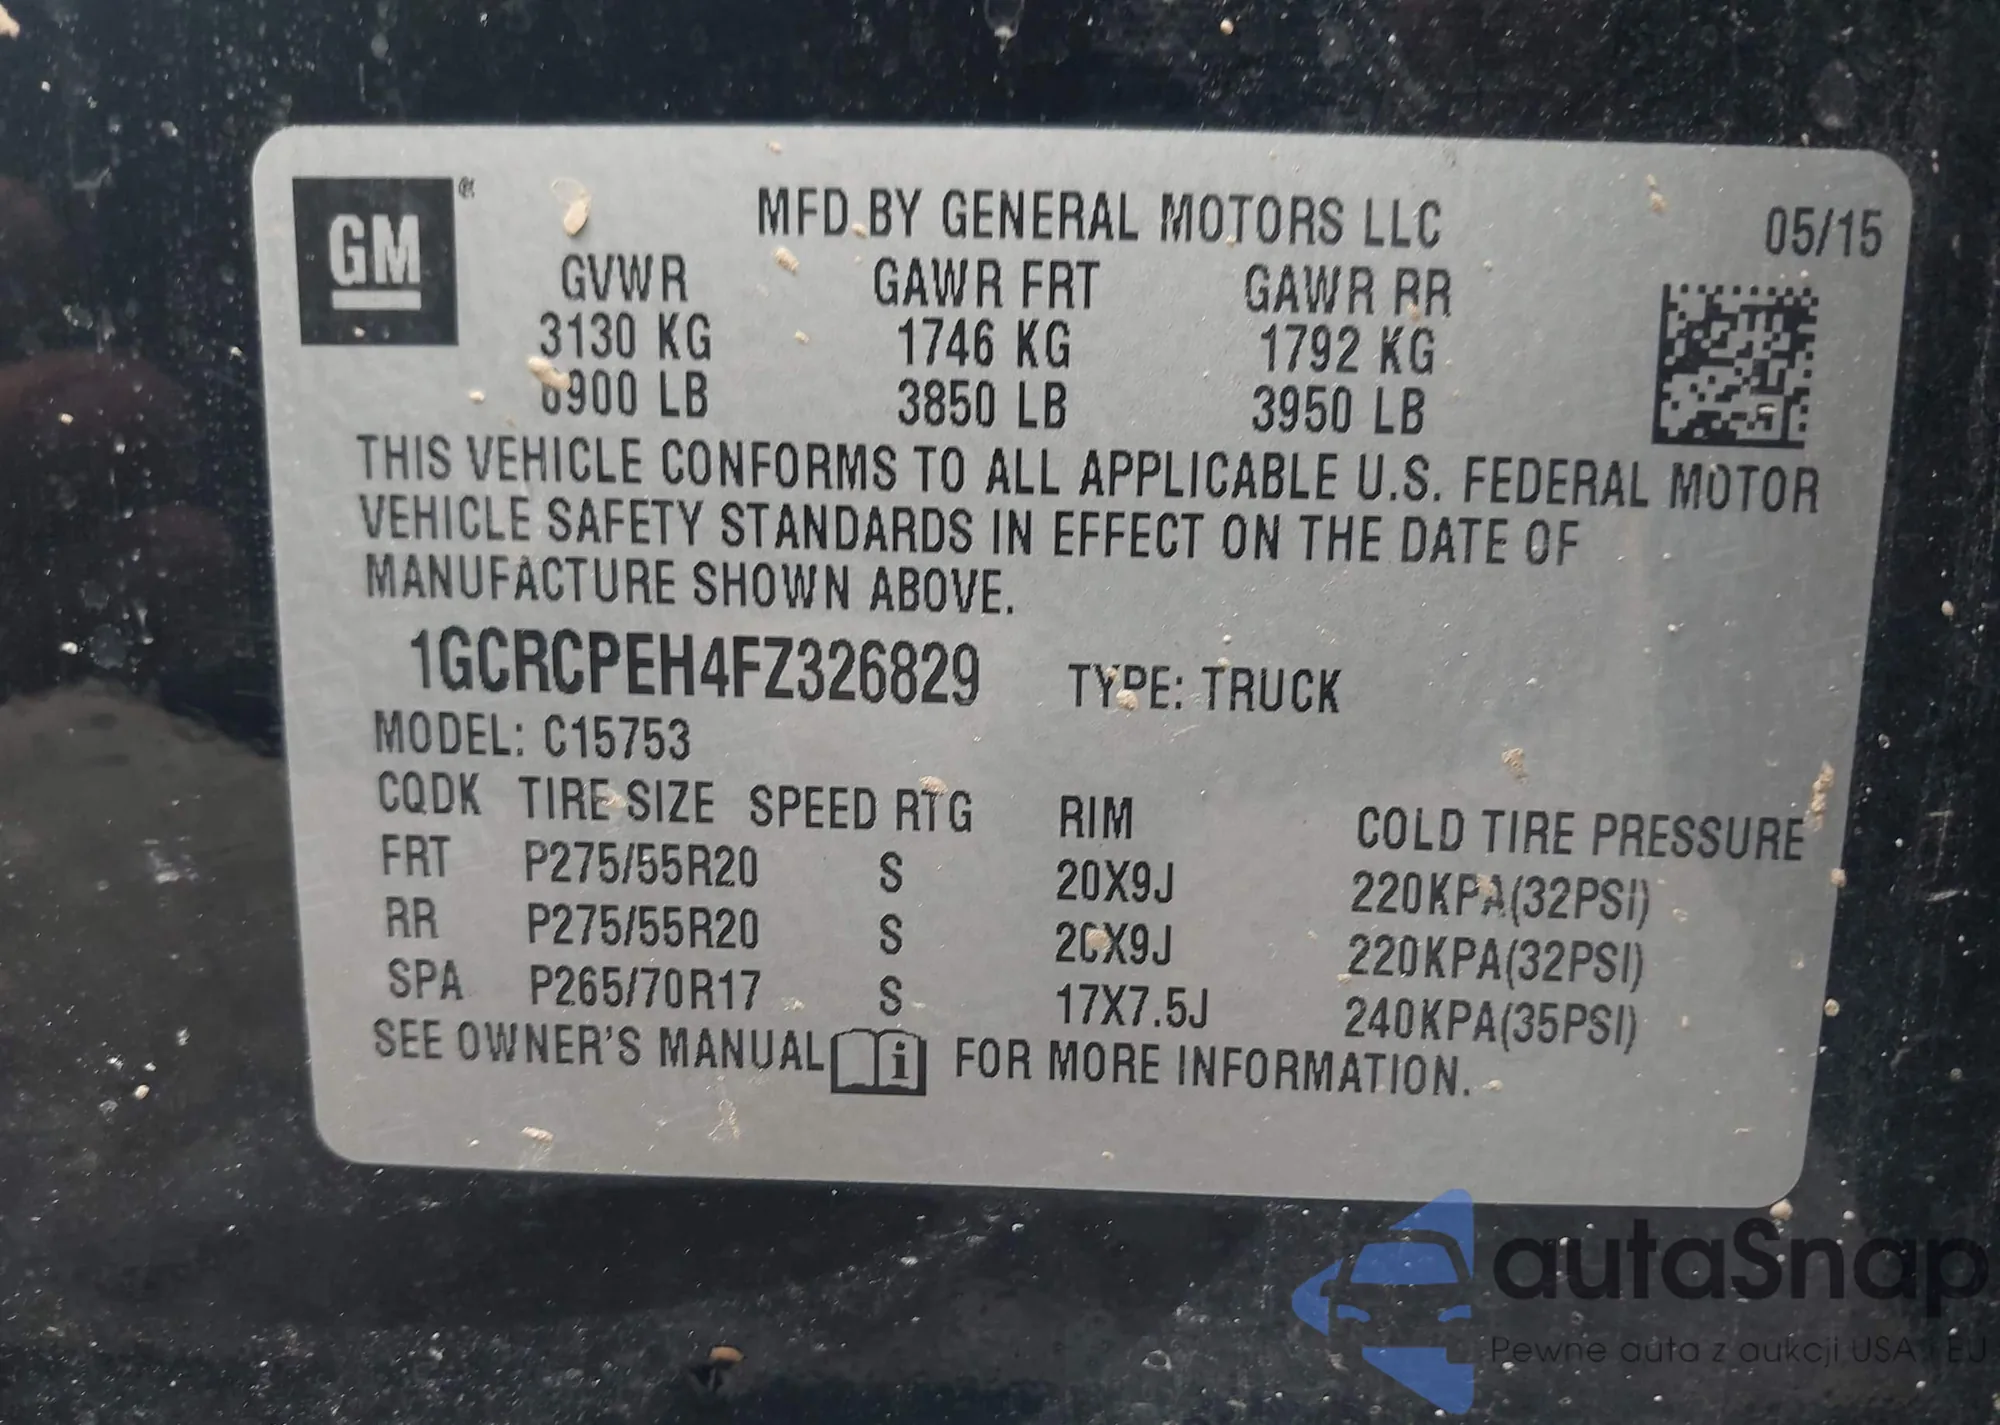 GM ®
MFD BY GENERAL MOTORS LLC 05/15
GVWR GAWR FRT GAWR RR
3130 KG 1746 KG 1792 KG
6900 LB 3850 LB 3950 LB
THIS VEHICLE CONFORMS TO ALL APPLICABLE U.S. FEDERAL MOTOR
VEHICLE SAFETY STANDARDS IN EFFECT ON THE DATE OF
MANUFACTURE SHOWN ABOVE.
1GCRCPEH4FZ326829 TYPE: TRUCK
MODEL: C15753
CQDK TIRE SIZE SPEED RTG RIM COLD TIRE PRESSURE
FRT P275/55R20 S 20X9J 220KPA(32PSI)
RR P275/55R20 S 20X9J 220KPA(32PSI)
SPA P265/70R17 S 17X7.5J 240KPA(35PSI)
SEE OWNER'S MANUAL i FOR MORE INFORMATION.
autaSnap
Pewne auta z aukcji USA i EU